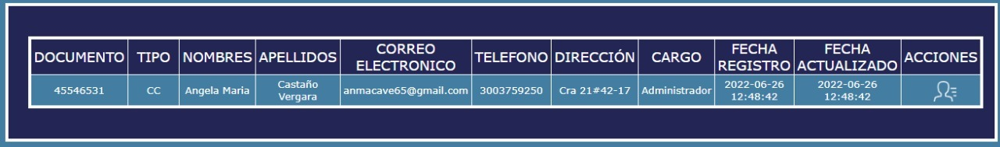 DOCUMENTO TIPO NOMBRES APELLIDOS CORREO ELECTRONICO TELEFONO DIRECCIÓN CARGO FECHA REGISTRO FECHA ACTUALIZADO ACCIONES
45546531 CC Angela Maria Castaño Vergara anmacave65@gmail.com 3003759250 Cra 21#42-17 Administrador 2022-06-26 12:48:42 2022-06-26 12:48:42